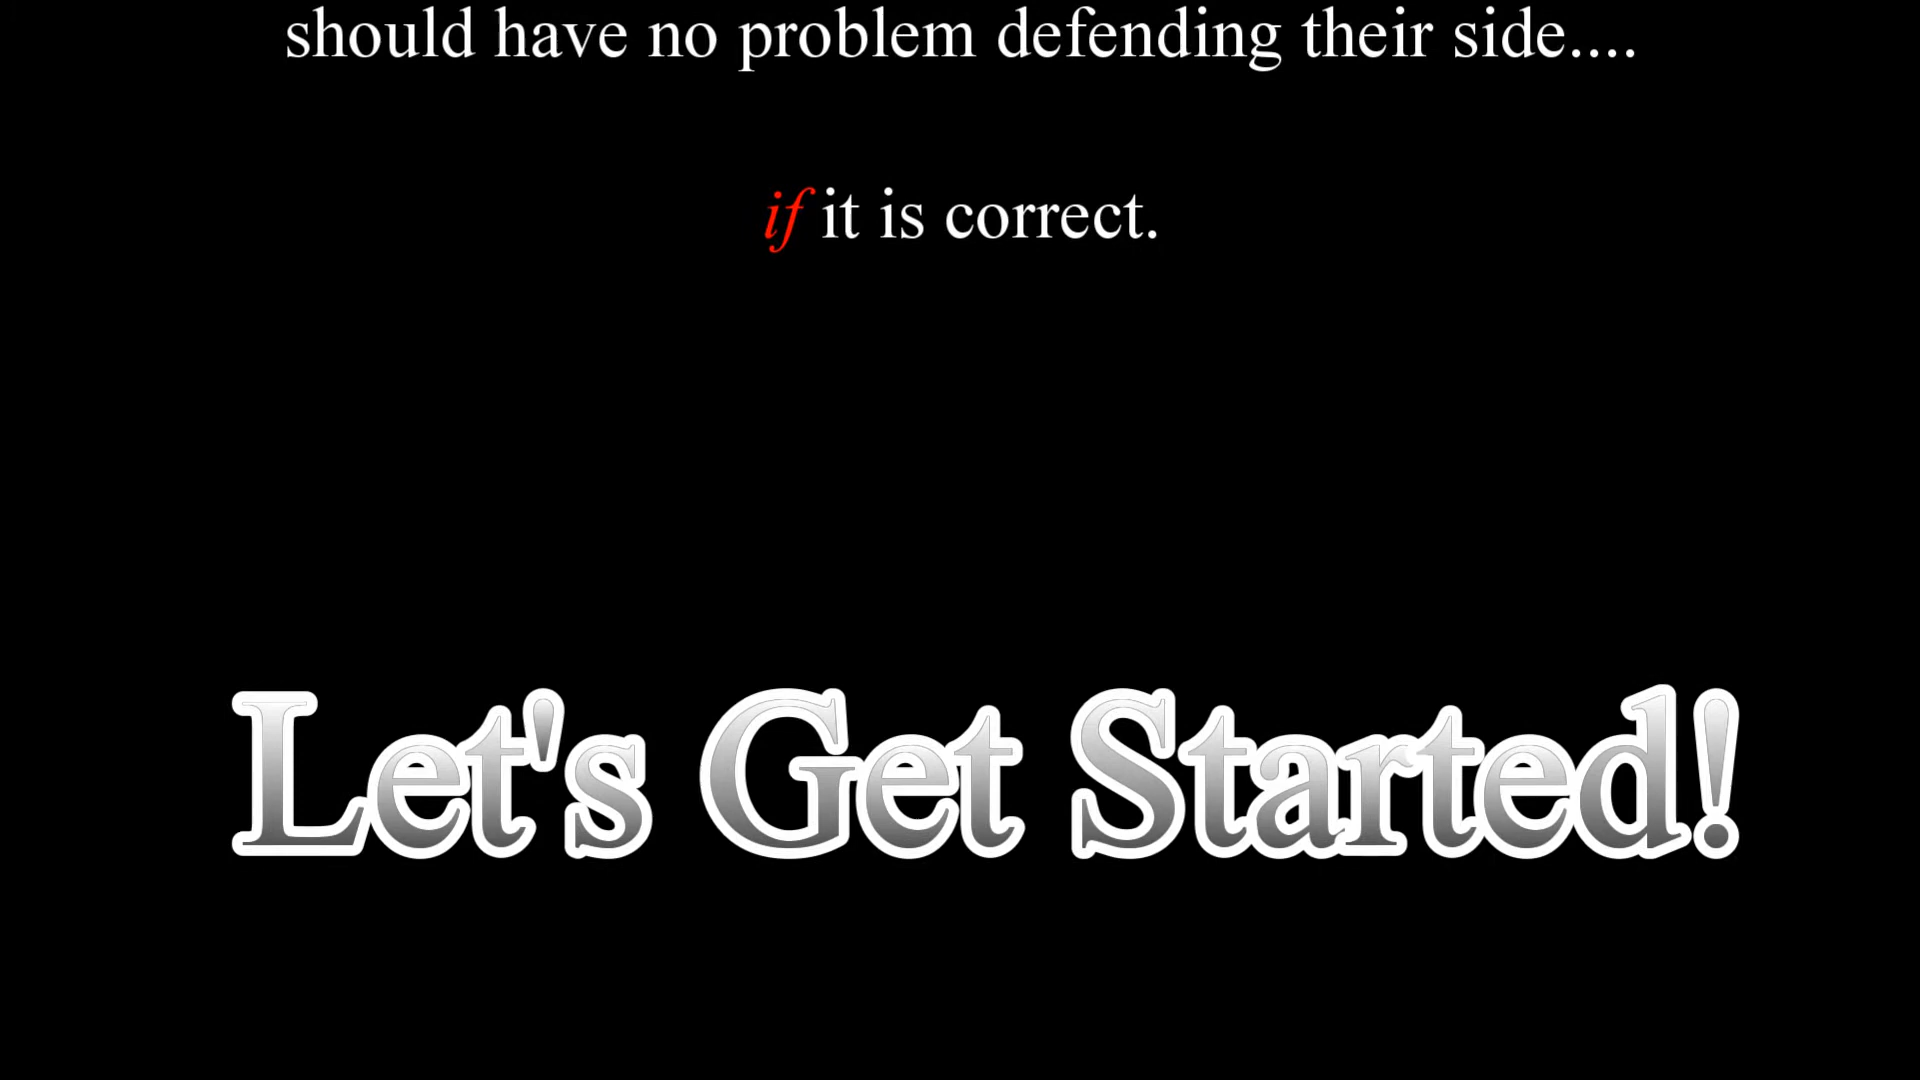 should have no problem defending their side....
if it is correct.
Let's Get Started!